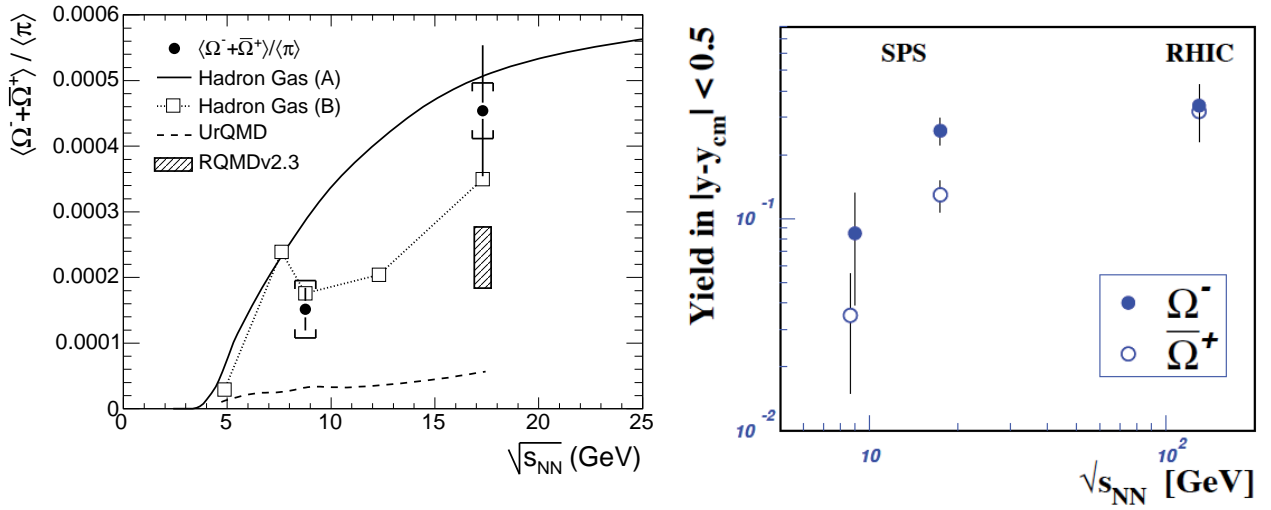 ⟨Ω⁻+Ω̅⁺⟩ / ⟨π⟩
0.0006
0.0005
0.0004
0.0003
0.0002
0.0001
0
⟨Ω⁻+Ω̅⁺⟩/⟨π⟩
Hadron Gas (A)
Hadron Gas (B)
UrQMD
RQMDv2.3
0 5 10 15 20 25
√s_NN (GeV)
Yield in |y-y_cm| < 0.5
SPS RHIC
10⁻¹
Ω⁻
Ω̅⁺
10⁻²
10 10²
√s_NN [GeV]